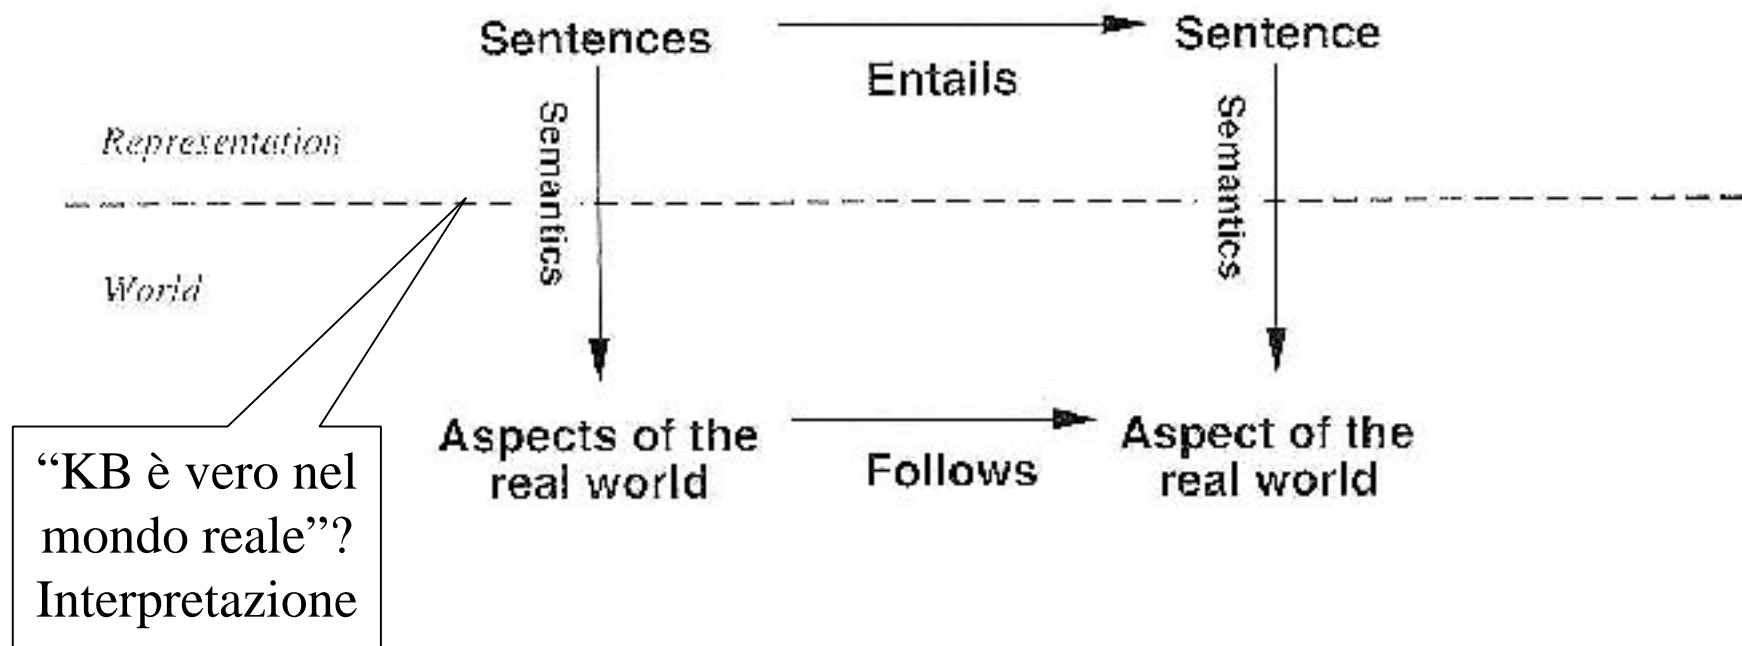 Sentences
Sentence
Entails
Semantics
Semantics
Representation
World
Aspects of the
real world
Follows
Aspect of the
real world
“KB è vero nel
mondo reale”?
Interpretazione